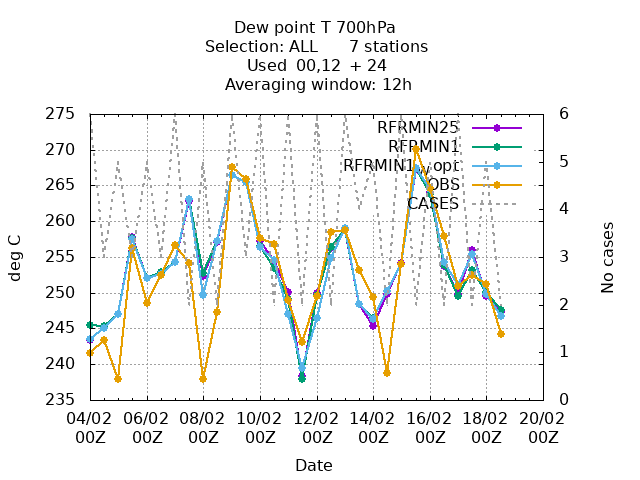 Dew point T 700hPa
Selection: ALL 7 stations
Used 00,12 + 24
Averaging window: 12h
275 6
270 RFRMIN25
RFRMIN1
265 RFRMIN1_opt 5
OBS
260 CASES 4
255 3
250 2
245
240 1
235 0
deg C
No cases
04/02 06/02 08/02 10/02 12/02 14/02 16/02 18/02 20/02
00Z 00Z 00Z 00Z 00Z 00Z 00Z 00Z 00Z
Date